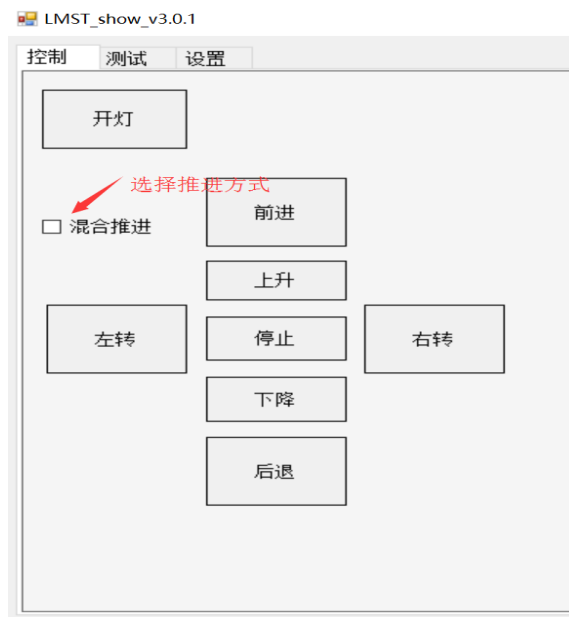 LMST_show_v3.0.1
控制 测试 设置
开灯
选择推进方式
混合推进
前进
上升
左转 停止 右转
下降
后退